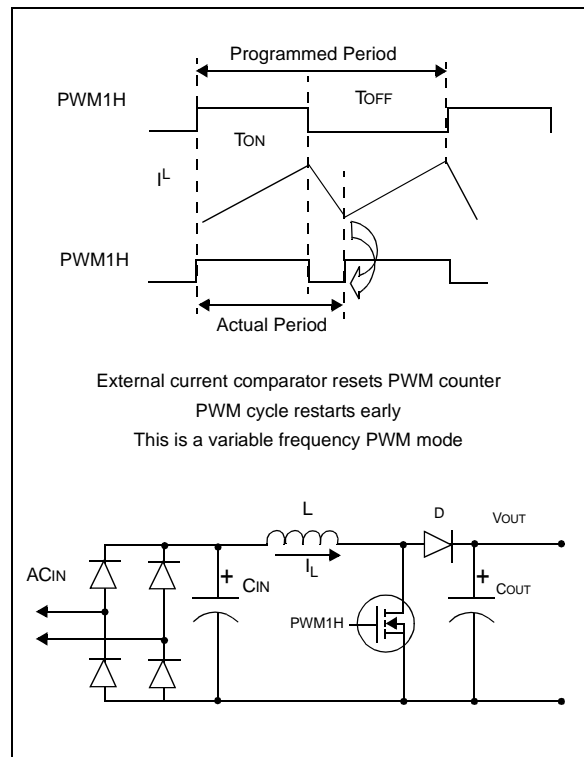 Programmed Period
PWM1H
TOFF
TON
IL
PWM1H
Actual Period
External current comparator resets PWM counter
PWM cycle restarts early
This is a variable frequency PWM mode
L
D
VOUT
ACIN
+
CIN
IL
+
COUT
PWM1H